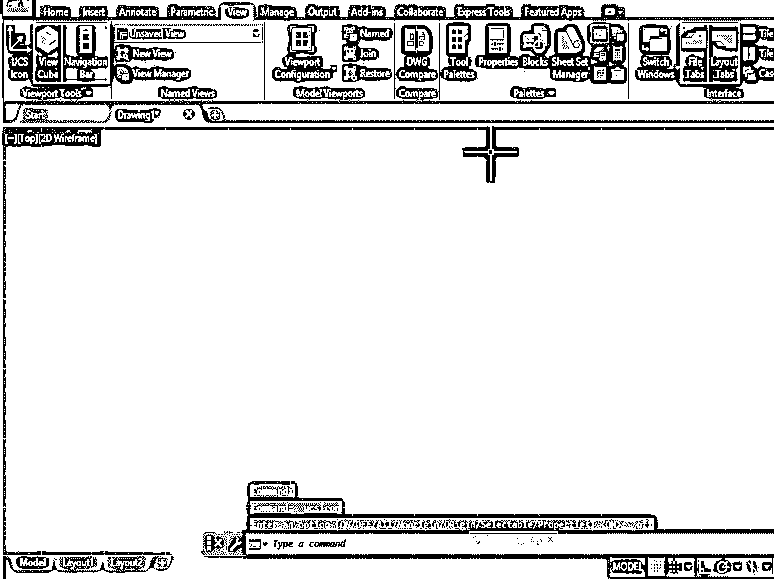 Home Insert Annotate Parametric View Manage Output Add-ins Collaborate Express Tools Featured Apps
UCS Icon
View Cube
Navigation Bar
Viewport Tools
Unsaved View
New View
View Manager
Named Views
Viewport Configuration
Named
Join
Restore
Model Viewports
DWG Compare
Compare
Tool Palettes
Properties
Blocks
Sheet Set Manager
Palettes
Switch Windows
File Tabs
Layout Tabs
Tile
Tile
Cas
Interface
Start Drawing1*
[−][Top][2D Wireframe]
Command:
Type a command
Model Layout1 Layout2
MODEL